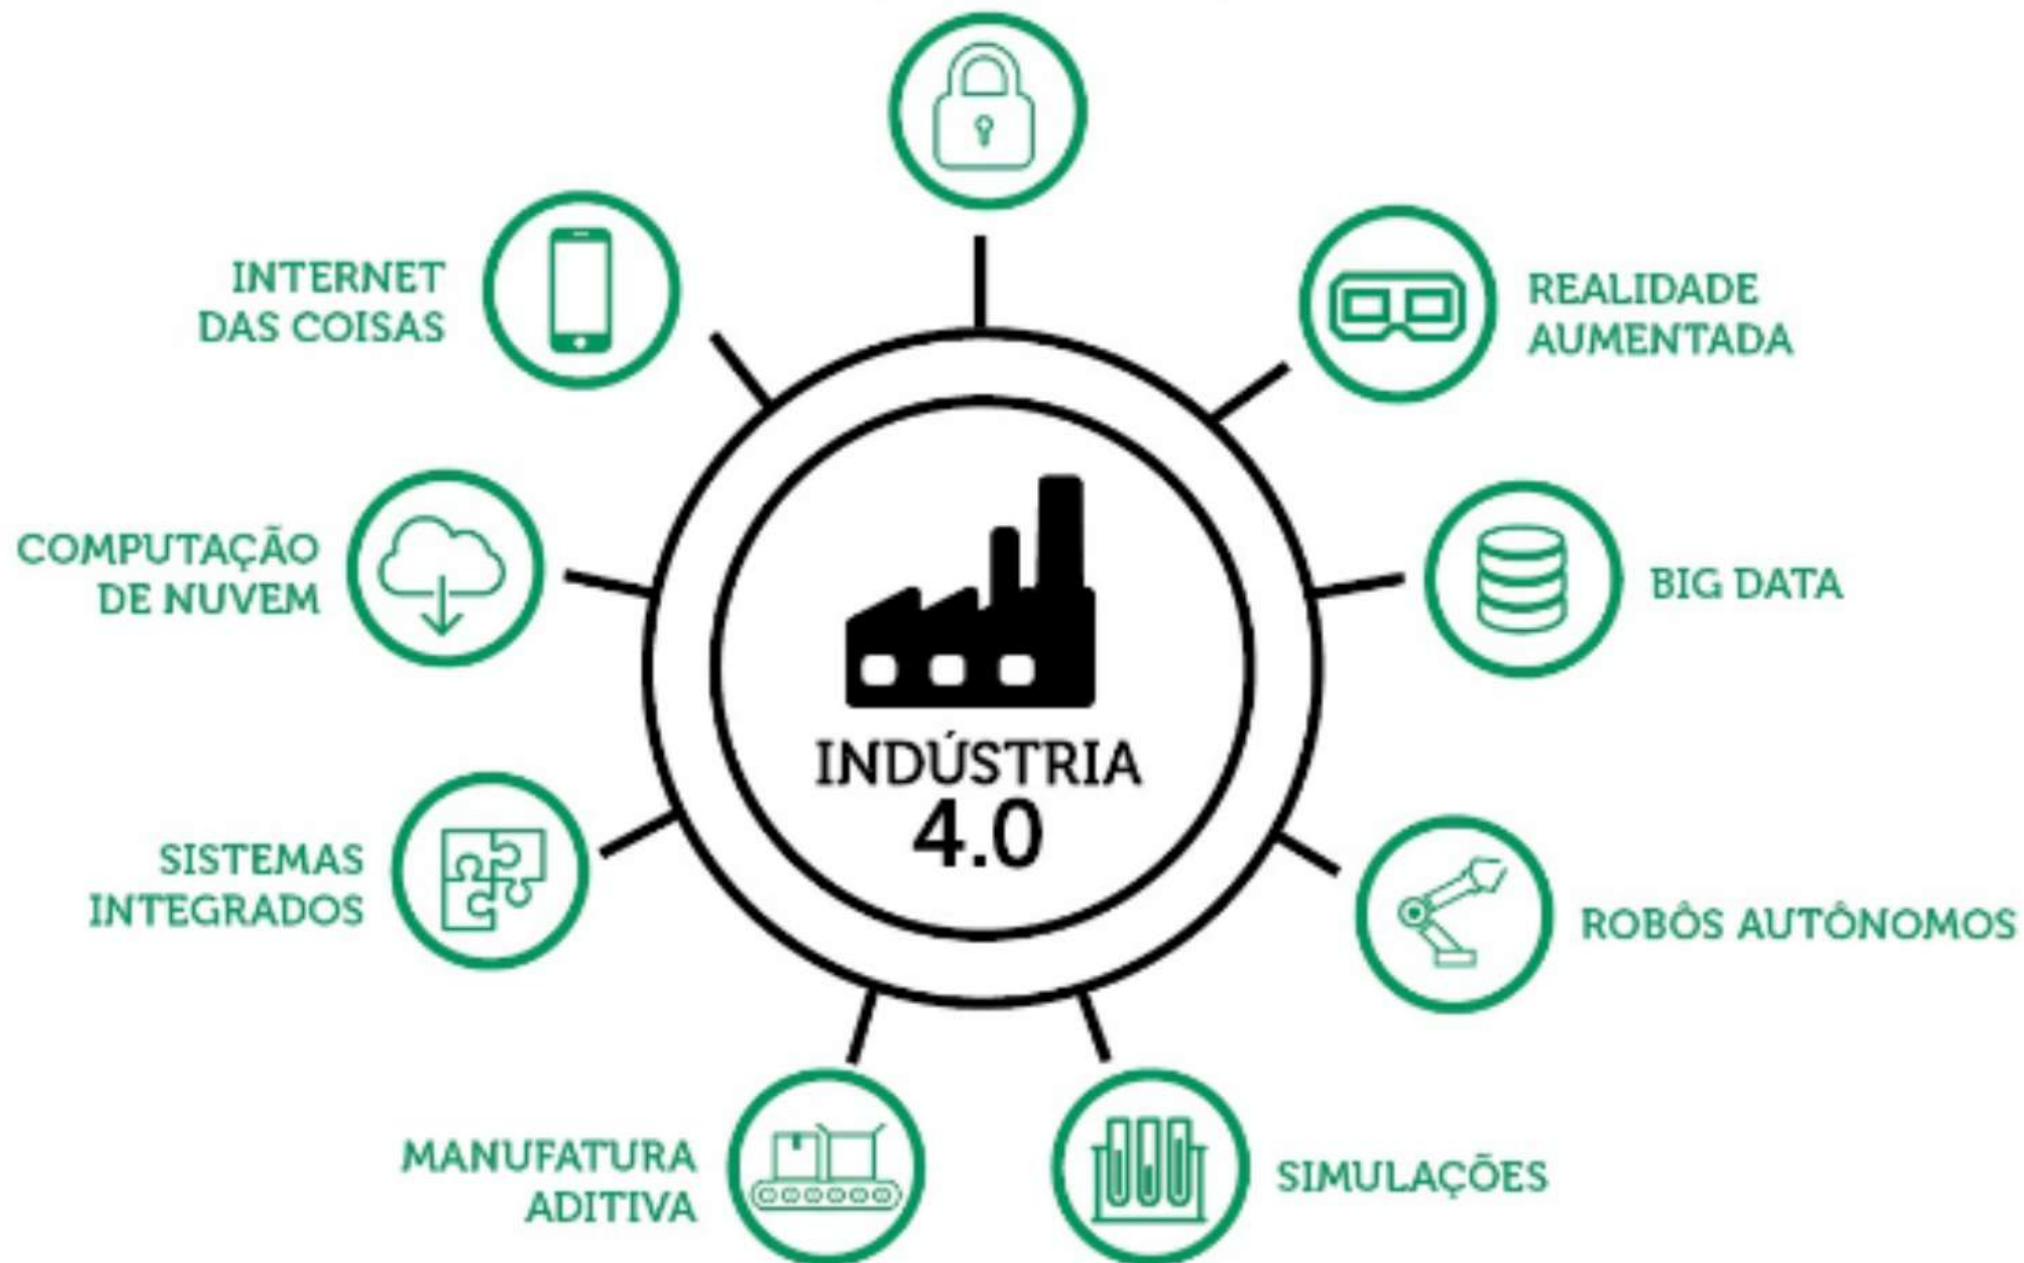 INTERNET
DAS COISAS
REALIDADE
AUMENTADA
COMPUTAÇÃO
DE NUVEM
BIG DATA
INDÚSTRIA
4.0
SISTEMAS
INTEGRADOS
ROBÔS AUTÔNOMOS
MANUFATURA
ADITIVA
SIMULAÇÕES